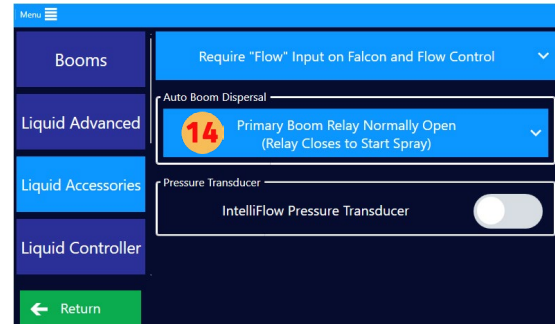 Menu
Booms
Require "Flow" Input on Falcon and Flow Control
Auto Boom Dispersal
Liquid Advanced
14
Primary Boom Relay Normally Open
(Relay Closes to Start Spray)
Liquid Accessories
Pressure Transducer
IntelliFlow Pressure Transducer
Liquid Controller
Return